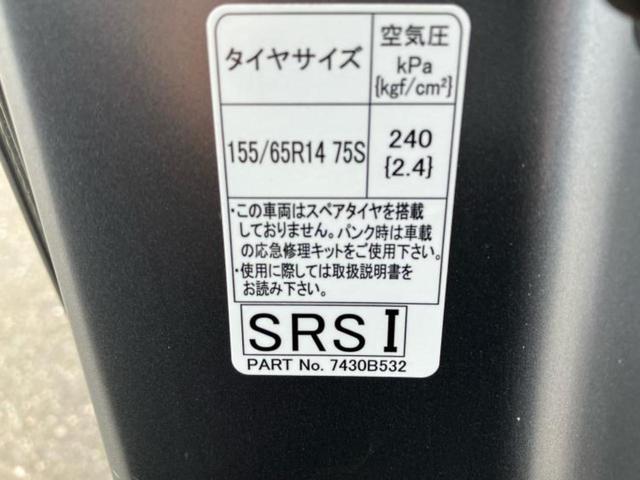 タイヤサイズ
空気圧
kPa
{kgf/cm²}
155/65R14 75S
240
{2.4}
・この車両はスペアタイヤを搭載
しておりません。パンク時は車載
の応急修理キットをご使用下さい。
・使用に際しては取扱説明書を
お読み下さい。
SRS I
PART No. 7430B532